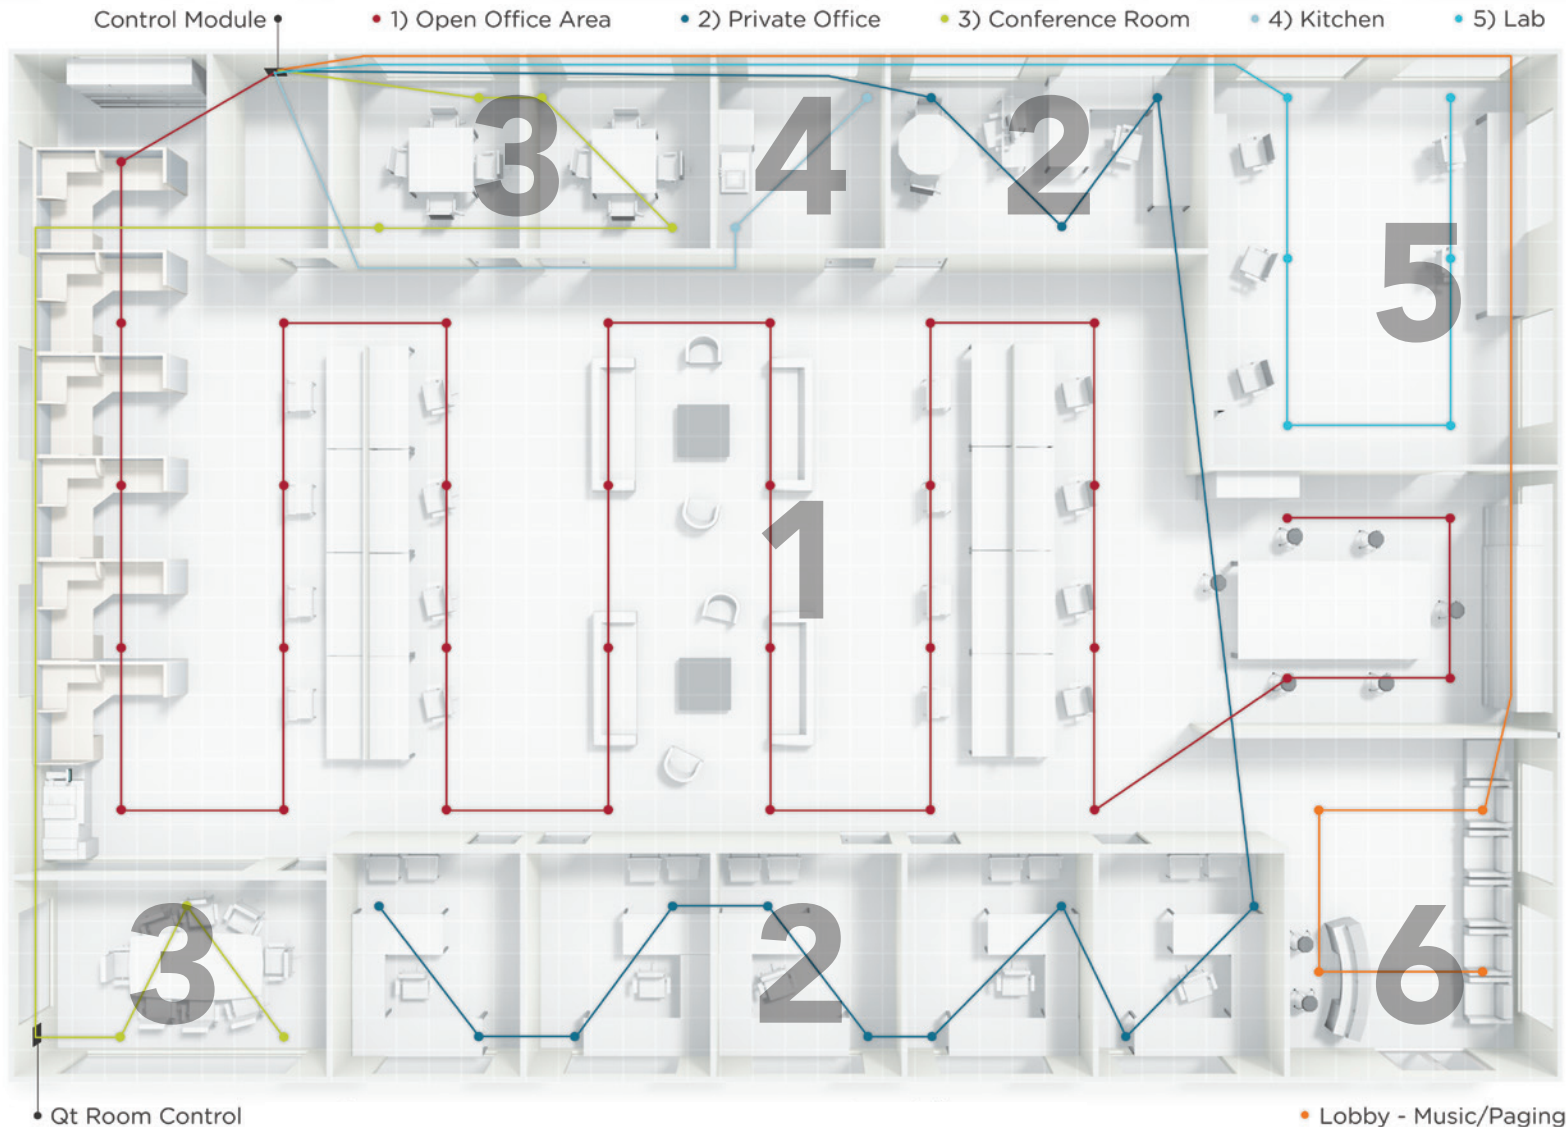 Control Module
1) Open Office Area
2) Private Office
3) Conference Room
4) Kitchen
5) Lab
3
4
2
5
1
3
2
6
Qt Room Control
Lobby - Music/Paging